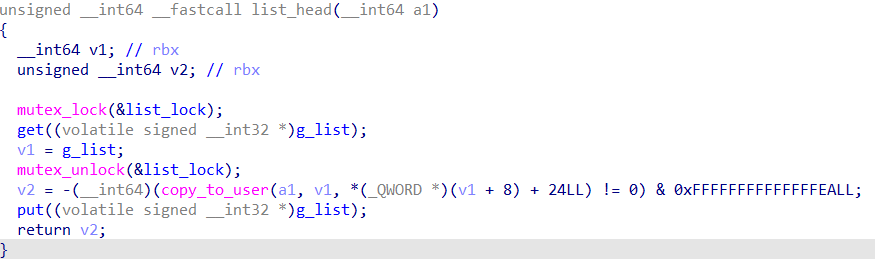 unsigned __int64 __fastcall list_head(__int64 a1)
{
  __int64 v1; // rbx
  unsigned __int64 v2; // rbx

  mutex_lock(&list_lock);
  get((volatile signed __int32 *)g_list);
  v1 = g_list;
  mutex_unlock(&list_lock);
  v2 = -(__int64)(copy_to_user(a1, v1, *(_QWORD *)(v1 + 8) + 24LL) != 0) & 0xFFFFFFFFFFFFFFEALL;
  put((volatile signed __int32 *)g_list);
  return v2;
}